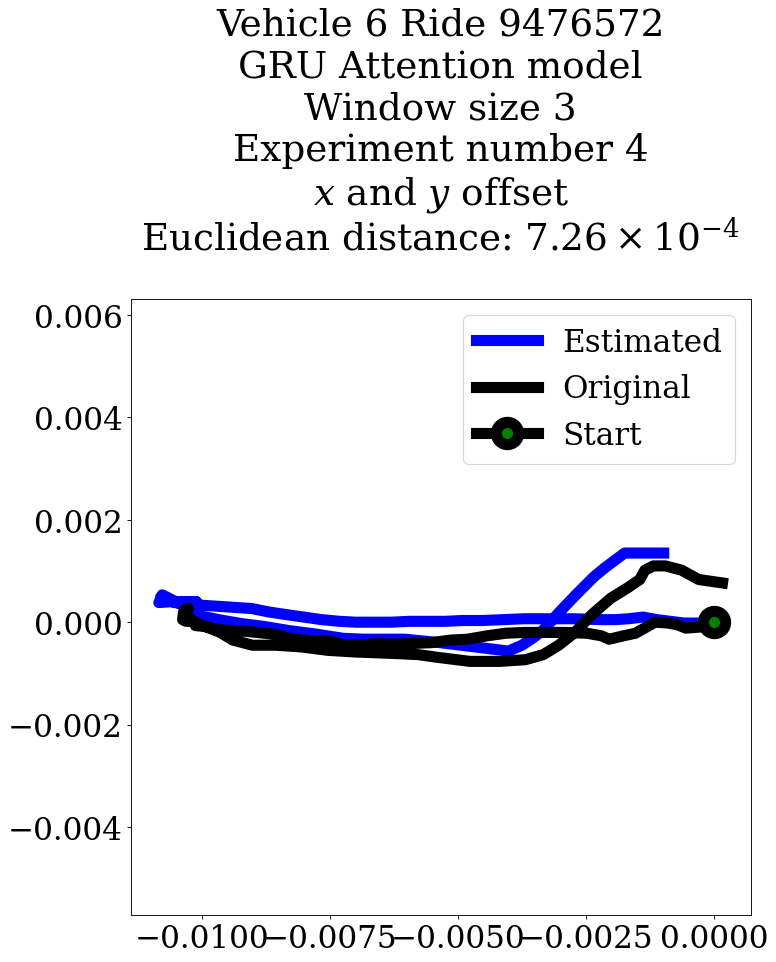 Vehicle 6 Ride 9476572
GRU Attention model
Window size 3
Experiment number 4
x and y offset
Euclidean distance: 7.26 × 10⁻⁴
0.006
0.004
0.002
0.000
−0.002
−0.004
Estimated
Original
Start
−0.0100 −0.0075 −0.0050 −0.0025 0.0000